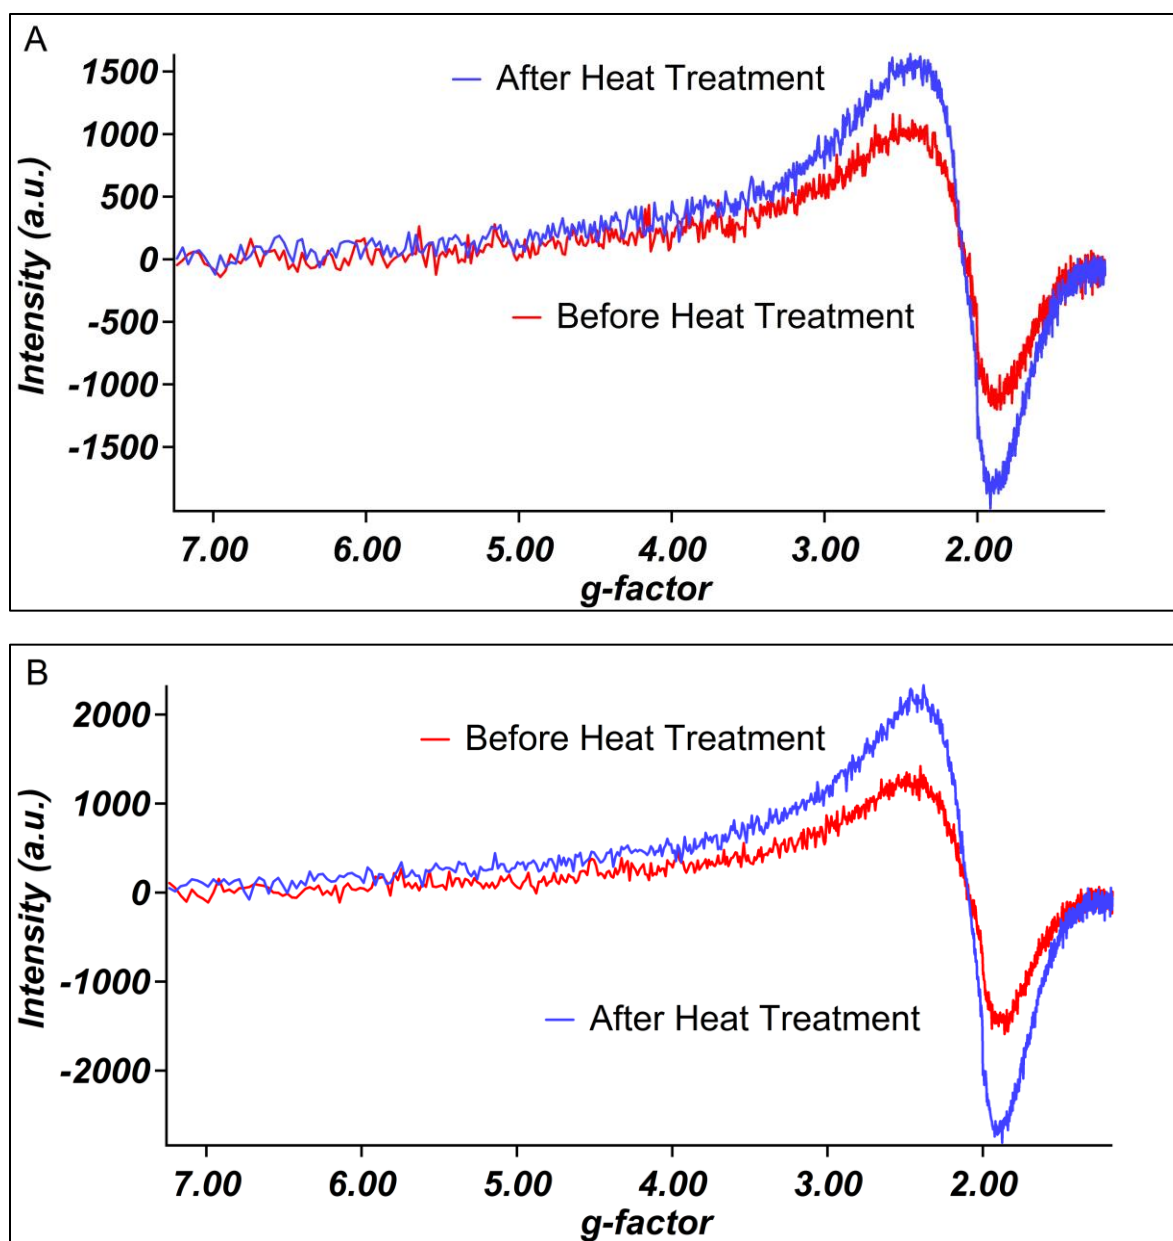 A
1500
1000
500
0
-500
-1000
-1500
Intensity (a.u.)
After Heat Treatment
Before Heat Treatment
7.00 6.00 5.00 4.00 3.00 2.00
g-factor
B
2000
1000
0
-1000
-2000
Intensity (a.u.)
Before Heat Treatment
After Heat Treatment
7.00 6.00 5.00 4.00 3.00 2.00
g-factor